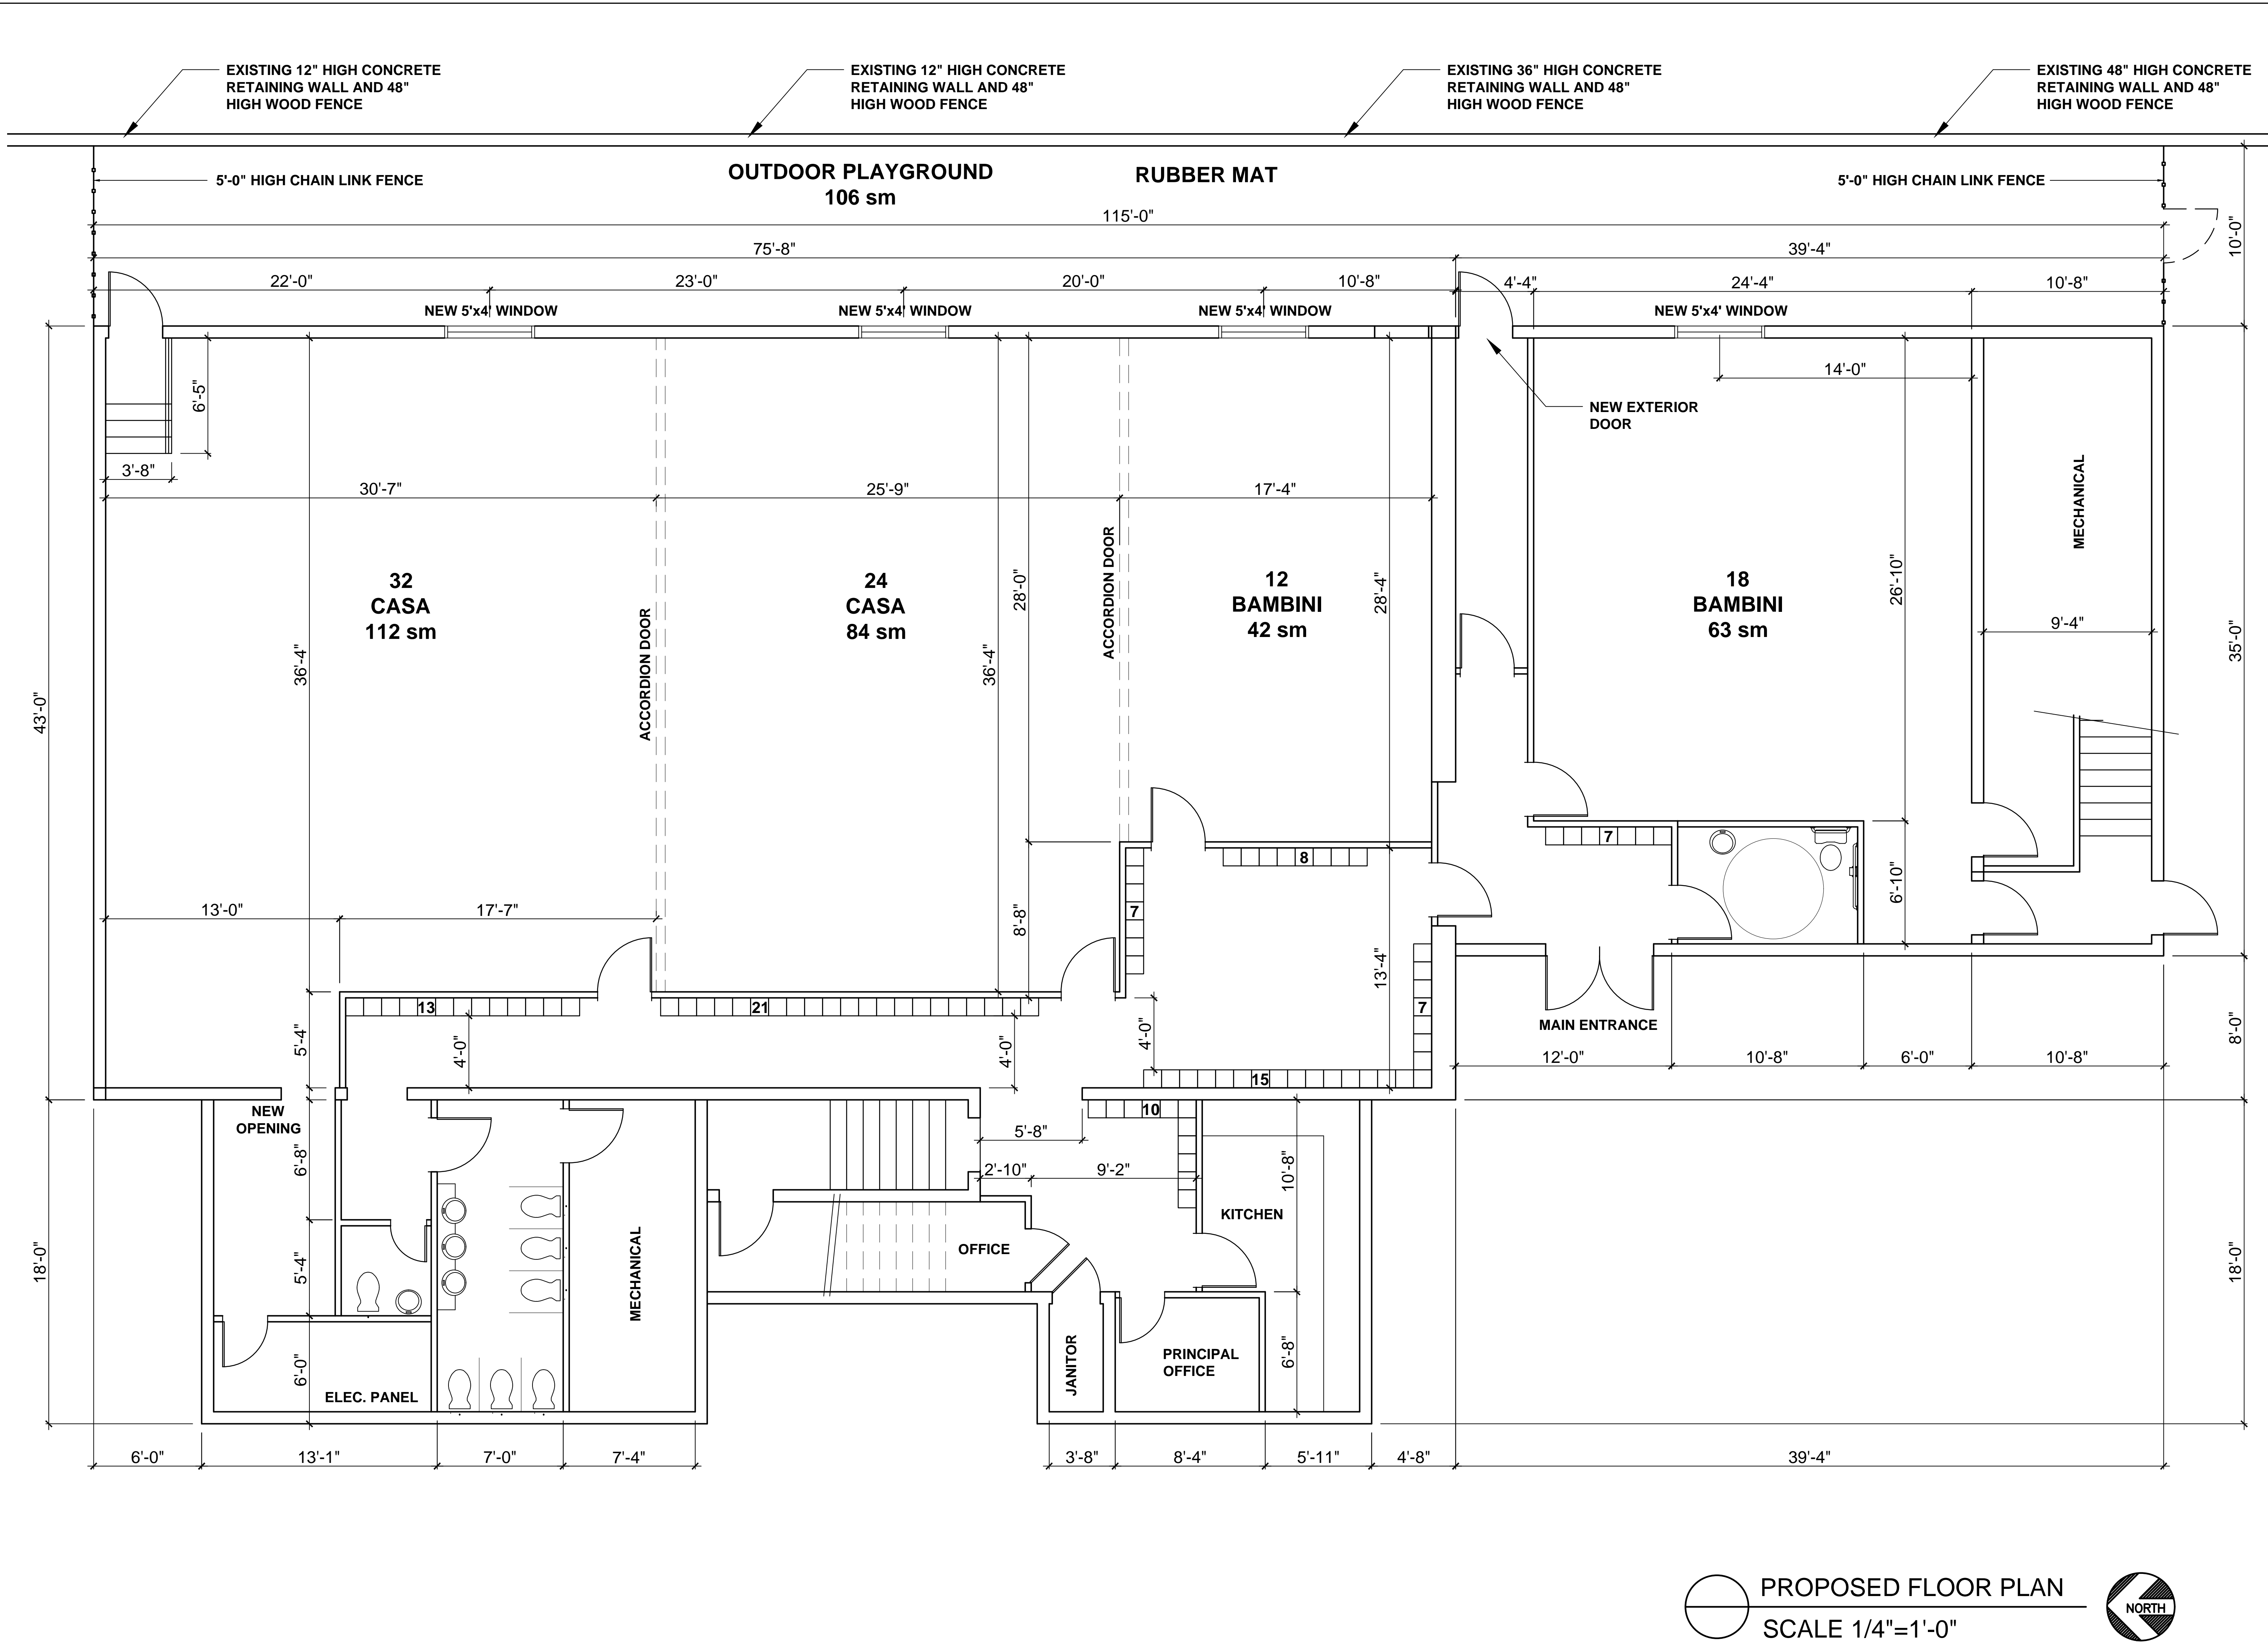 EXISTING 12" HIGH CONCRETE
RETAINING WALL AND 48"
HIGH WOOD FENCE
EXISTING 12" HIGH CONCRETE
RETAINING WALL AND 48"
HIGH WOOD FENCE
EXISTING 36" HIGH CONCRETE
RETAINING WALL AND 48"
HIGH WOOD FENCE
EXISTING 48" HIGH CONCRETE
RETAINING WALL AND 48"
HIGH WOOD FENCE
5'-0" HIGH CHAIN LINK FENCE
OUTDOOR PLAYGROUND
106 sm
RUBBER MAT
5'-0" HIGH CHAIN LINK FENCE
115'-0"
10'-0"
75'-8"
39'-4"
22'-0"
23'-0"
20'-0"
10'-8"
4'-4"
24'-4"
10'-8"
NEW 5'x4' WINDOW
NEW 5'x4' WINDOW
NEW 5'x4' WINDOW
NEW 5'x4' WINDOW
6'-5"
3'-8"
14'-0"
NEW EXTERIOR
DOOR
30'-7"
25'-9"
17'-4"
MECHANICAL
32
CASA
112 sm
ACCORDION DOOR
24
CASA
84 sm
28'-0"
ACCORDION DOOR
12
BAMBINI
42 sm
28'-4"
18
BAMBINI
63 sm
26'-10"
9'-4"
35'-0"
43'-0"
36'-4"
36'-4"
7
8
6'-10"
13'-0"
17'-7"
8'-8"
7
13'-4"
13
21
7
5'-4"
4'-0"
4'-0"
4'-0"
MAIN ENTRANCE
8'-0"
12'-0"
10'-8"
6'-0"
10'-8"
15
NEW
OPENING
10
6'-8"
5'-8"
2'-10"
9'-2"
10'-8"
KITCHEN
18'-0"
5'-4"
MECHANICAL
OFFICE
18'-0"
6'-0"
ELEC. PANEL
JANITOR
PRINCIPAL
OFFICE
6'-8"
6'-0"
13'-1"
7'-0"
7'-4"
3'-8"
8'-4"
5'-11"
4'-8"
39'-4"
PROPOSED FLOOR PLAN
SCALE 1/4"=1'-0"
NORTH